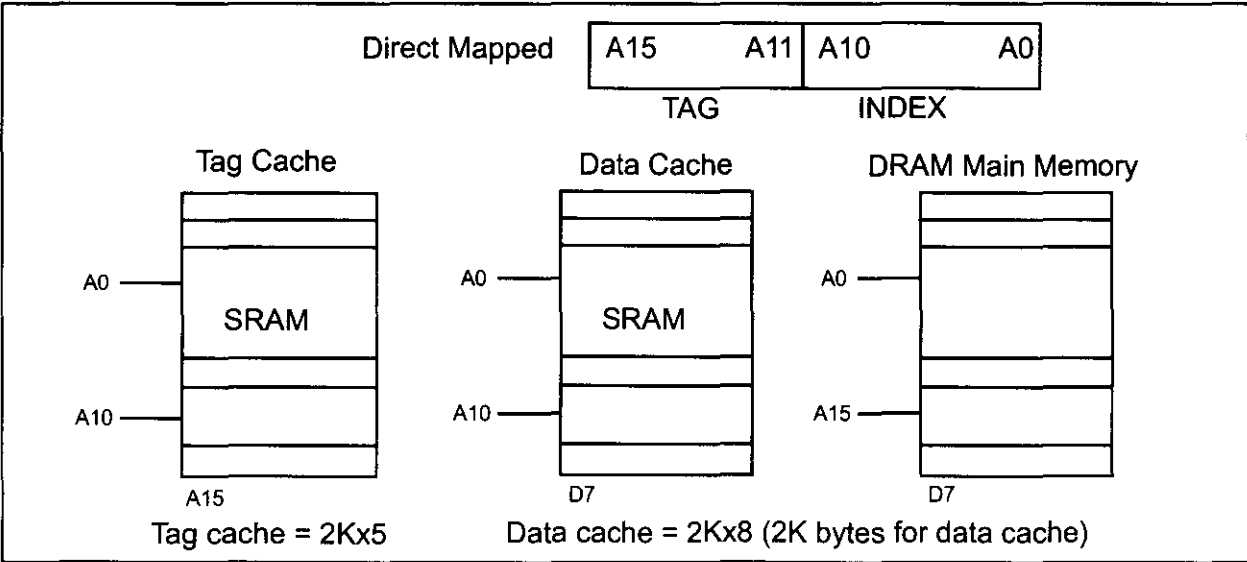 Direct Mapped A15 A11 A10 A0
TAG INDEX
Tag Cache Data Cache DRAM Main Memory
A0 A0 A0
SRAM SRAM
A10 A10 A15
A15 D7 D7
Tag cache = 2Kx5 Data cache = 2Kx8 (2K bytes for data cache)